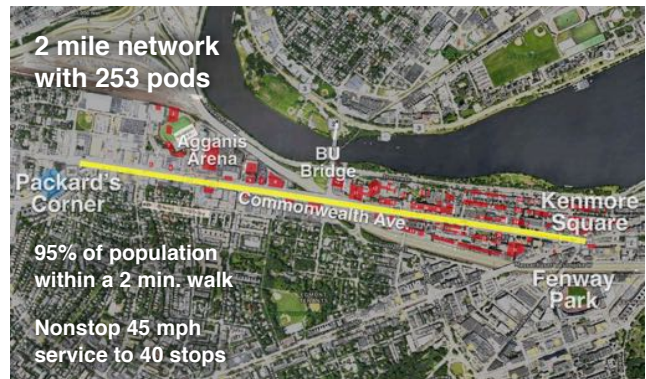 2 mile network
with 253 pods
Agganis
Arena
BU
Bridge
Packard's
Corner
Commonwealth Ave.
Kenmore
Square
95% of population
within a 2 min. walk
Fenway
Park
Nonstop 45 mph
service to 40 stops